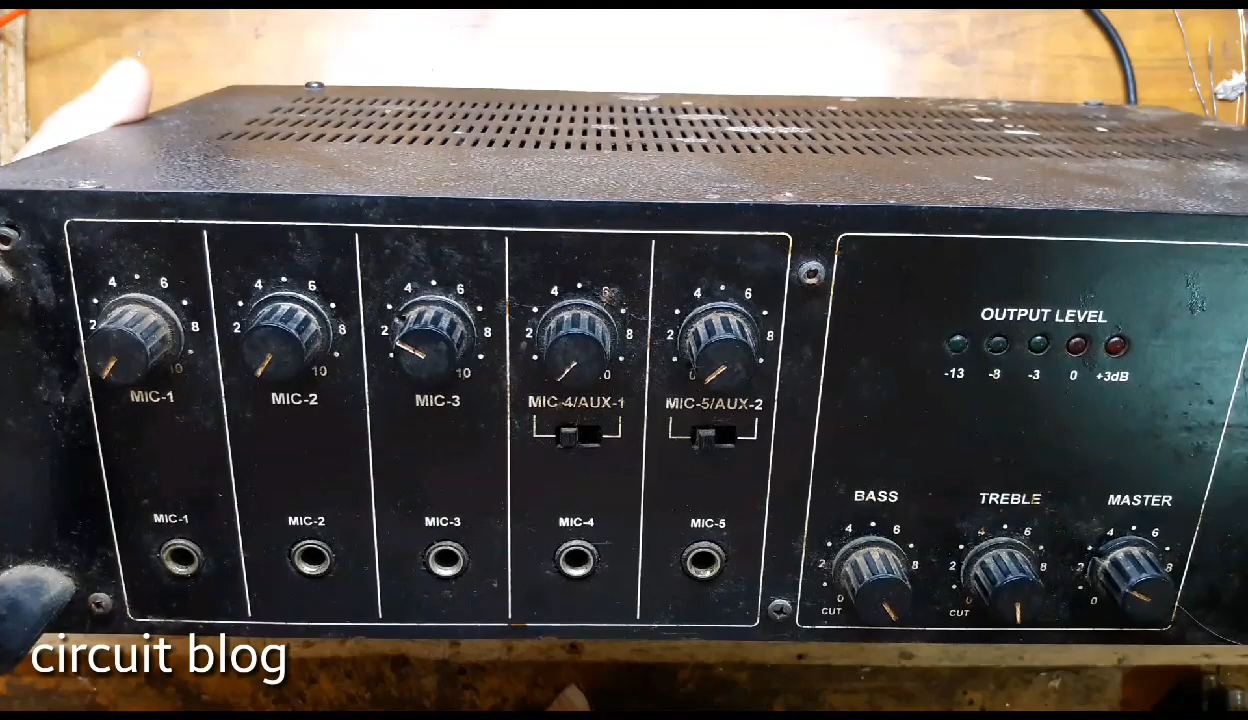 4 6
2 8
10
MIC-1
4 6
2 8
10
MIC-2
4 6
2 8
10
MIC-3
4 6
2 8
MIC-4/AUX-1
4 6
2 8
0
MIC-5/AUX-2
MIC-1
MIC-2
MIC-3
MIC-4
MIC-5
OUTPUT LEVEL
-13 -8 -3 0 +3dB
BASS
4 6
2 8
0
CUT
TREBLE
4 6
2 8
0
CUT
MASTER
4 6
2 8
0
circuit blog